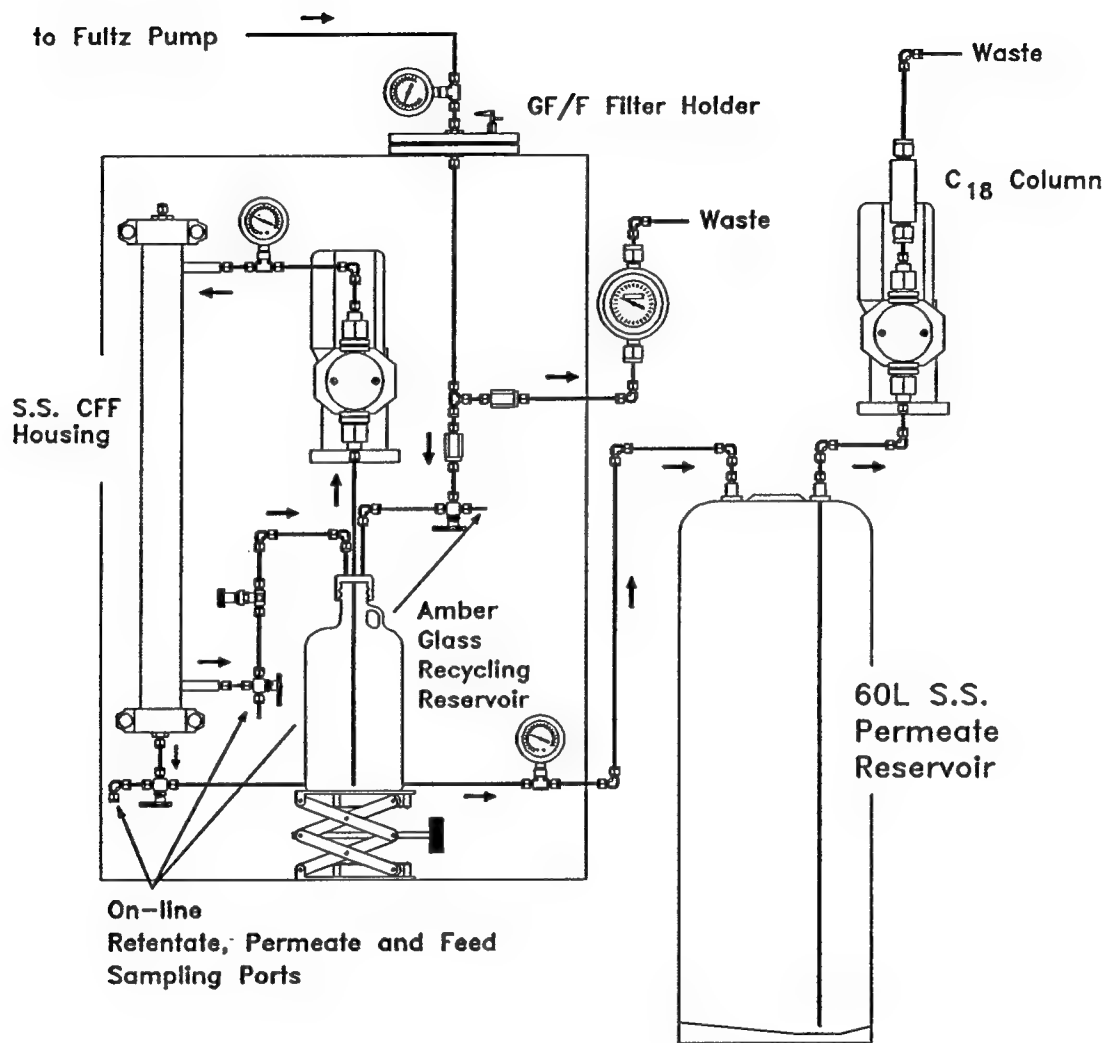 to Fultz Pump
Waste
GF/F Filter Holder
C18 Column
Waste
S.S. CFF
Housing
Amber
Glass
Recycling
Reservoir
60L S.S.
Permeate
Reservoir
On-line
Retentate, Permeate and Feed
Sampling Ports